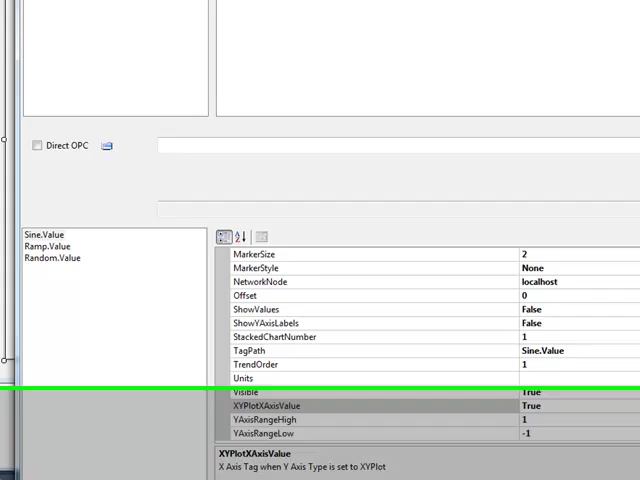 Direct OPC
Sine.Value
Ramp.Value
Random.Value
MarkerSize 2
MarkerStyle None
NetworkNode localhost
Offset 0
ShowValues False
ShowYAxisLabels False
StackedChartNumber 1
TagPath Sine.Value
TrendOrder 1
Units
Visible True
XYPlotXAxisValue True
YAxisRangeHigh 1
YAxisRangeLow -1
XYPlotXAxisValue
X Axis Tag when Y Axis Type is set to XYPlot